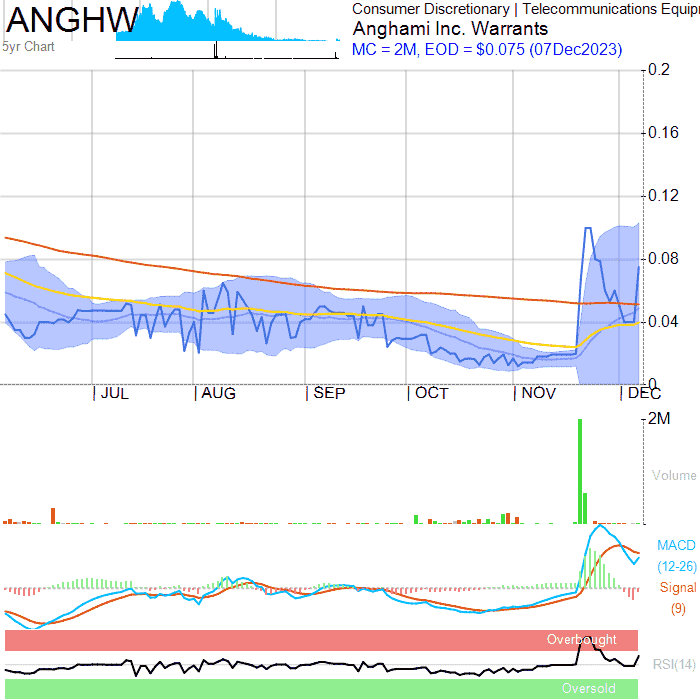 ANGHW
5yr Chart
Consumer Discretionary | Telecommunications Equip
Anghami Inc. Warrants
MC = 2M, EOD = $0.075 (07Dec2023)
0.2
0.16
0.12
0.08
0.04
0
JUL AUG SEP OCT NOV DEC
2M
Volume
MACD
(12-26)
Signal
(9)
Overbought
RSI(14)
Oversold